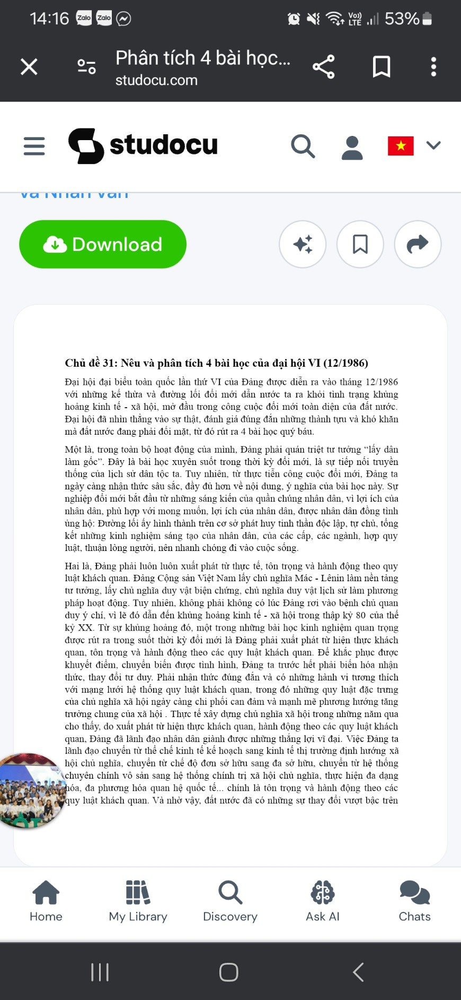 14:16 Zalo Zalo Vo)) LTE 53%
Phân tích 4 bài học...
studocu.com
studocu
và Nhân văn
Download
Chủ đề 31: Nêu và phân tích 4 bài học của đại hội VI (12/1986)
Đại hội đại biểu toàn quốc lần thứ VI của Đảng được diễn ra vào tháng 12/1986
với những kế thừa và đường lối đổi mới dẫn nước ta ra khỏi tình trạng khủng
hoảng kinh tế - xã hội, mở đầu trong công cuộc đổi mới toàn diện của đất nước.
Đại hội đã nhìn thẳng vào sự thật, đánh giá đúng đắn những thành tựu và khó khăn
mà đất nước đang phải đối mặt, từ đó rút ra 4 bài học quý báu.
Một là, trong toàn bộ hoạt động của mình, Đảng phải quán triệt tư tưởng “lấy dân
làm gốc”. Đây là bài học xuyên suốt trong thời kỳ đổi mới, là sự tiếp nối truyền
thống của lịch sử dân tộc ta. Tuy nhiên, từ thực tiễn công cuộc đổi mới, Đảng ta
ngày càng nhận thức sâu sắc, đầy đủ hơn về nội dung, ý nghĩa của bài học này. Sự
nghiệp đổi mới bắt đầu từ những sáng kiến của quần chúng nhân dân, vì lợi ích của
nhân dân, phù hợp với mong muốn, lợi ích của nhân dân, được nhân dân đồng tình
ủng hộ: Đường lối ấy hình thành trên cơ sở phát huy tinh thần độc lập, tự chủ, tổng
kết những kinh nghiệm sáng tạo của nhân dân, của các cấp, các ngành, hợp quy
luật, thuận lòng người, nên nhanh chóng đi vào cuộc sống.
Hai là, Đảng phải luôn luôn xuất phát từ thực tế, tôn trọng và hành động theo quy
luật khách quan. Đảng Cộng sản Việt Nam lấy chủ nghĩa Mác - Lênin làm nền tảng
tư tưởng, lấy chủ nghĩa duy vật biện chứng, chủ nghĩa duy vật lịch sử làm phương
pháp hoạt động. Tuy nhiên, không phải không có lúc Đảng rơi vào bệnh chủ quan
duy ý chí, vì lẽ đó dẫn đến khủng hoảng kinh tế - xã hội trong thập kỷ 80 của thế
kỷ XX. Từ sự khủng hoảng đó, một trong những bài học kinh nghiệm quan trọng
được rút ra trong suốt thời kỳ đổi mới là Đảng phải xuất phát từ hiện thực khách
quan, tôn trọng và hành động theo các quy luật khách quan. Để khắc phục được
khuyết điểm, chuyển biến được tình hình, Đảng ta trước hết phải biến hóa nhận
thức, thay đổi tư duy. Phải nhận thức đúng đắn và có những hành vi tương thích
với mạng lưới hệ thống quy luật khách quan, trong đó những quy luật đặc trưng
của chủ nghĩa xã hội ngày càng chi phối can đảm và mạnh mẽ phương hướng tăng
trưởng chung của xã hội . Thực tế xây dựng chủ nghĩa xã hội trong những năm qua
cho thấy, do xuất phát từ hiện thực khách quan, hành động theo các quy luật khách
quan, Đảng đã lãnh đạo nhân dân giành được những thắng lợi vĩ đại. Việc Đảng ta
lãnh đạo chuyển từ thể chế kinh tế kế hoạch sang kinh tế thị trường định hướng xã
hội chủ nghĩa, chuyển từ chế độ đơn sở hữu sang đa sở hữu, chuyển từ hệ thống
chuyên chính vô sản sang hệ thống chính trị xã hội chủ nghĩa, thực hiện đa dạng
hóa, đa phương hóa quan hệ quốc tế... chính là tôn trọng và hành động theo các
quy luật khách quan. Và nhờ vậy, đất nước đã có những sự thay đổi vượt bậc trên
Home My Library Discovery Ask AI Chats